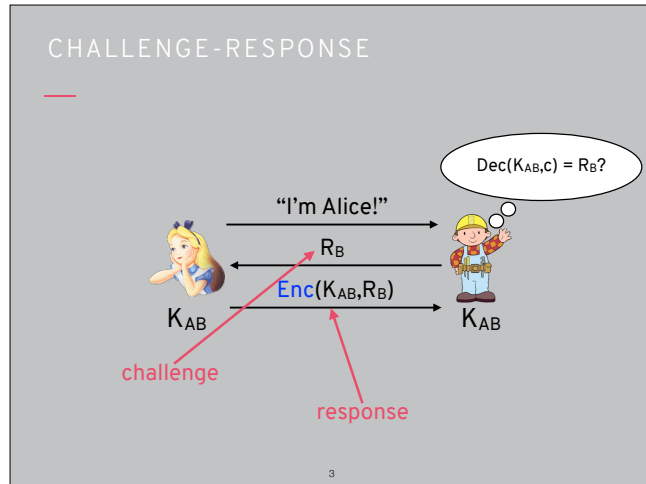 CHALLENGE-RESPONSE
Dec(KAB,c) = RB?
“I’m Alice!”
RB
Enc(KAB,RB)
KAB
KAB
challenge
response
3